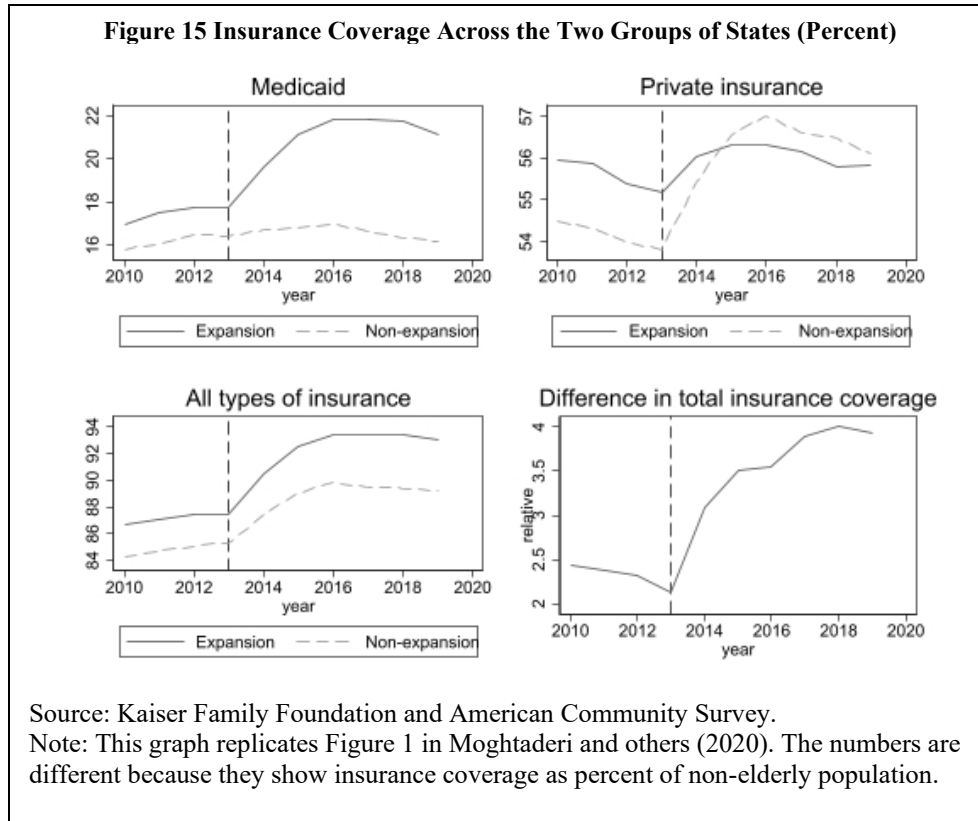 Figure 15 Insurance Coverage Across the Two Groups of States (Percent)
Medicaid
22
20
18
16
2010 2012 2014 2016 2018 2020
year
Expansion Non-expansion
Private insurance
57
56
55
54
2010 2012 2014 2016 2018 2020
year
Expansion Non-expansion
All types of insurance
94
92
90
88
86
84
2010 2012 2014 2016 2018 2020
year
Expansion Non-expansion
Difference in total insurance coverage
relative
4
3.5
3
2.5
2
2010 2012 2014 2016 2018 2020
year
Source: Kaiser Family Foundation and American Community Survey.
Note: This graph replicates Figure 1 in Moghtaderi and others (2020). The numbers are
different because they show insurance coverage as percent of non-elderly population.